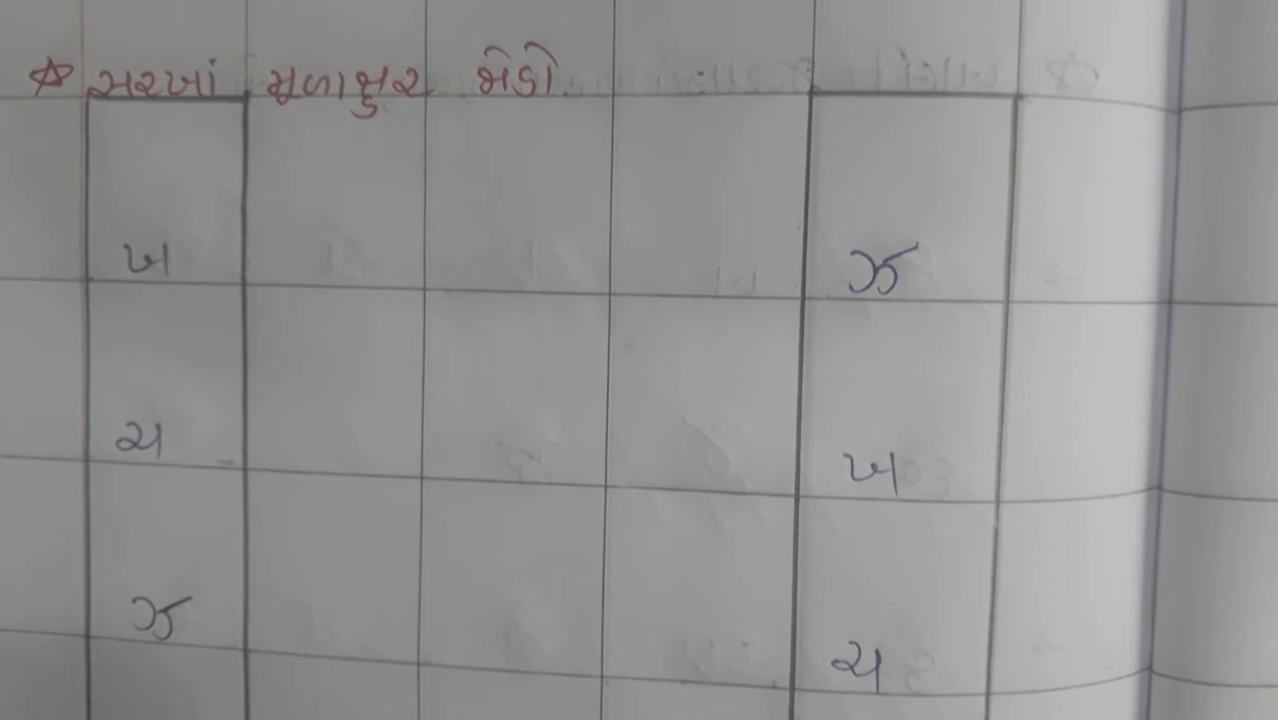 ☆ સરખાં મૂળાક્ષર જોડો.
ખ ઝ
ચ ખ
ઝ ચ